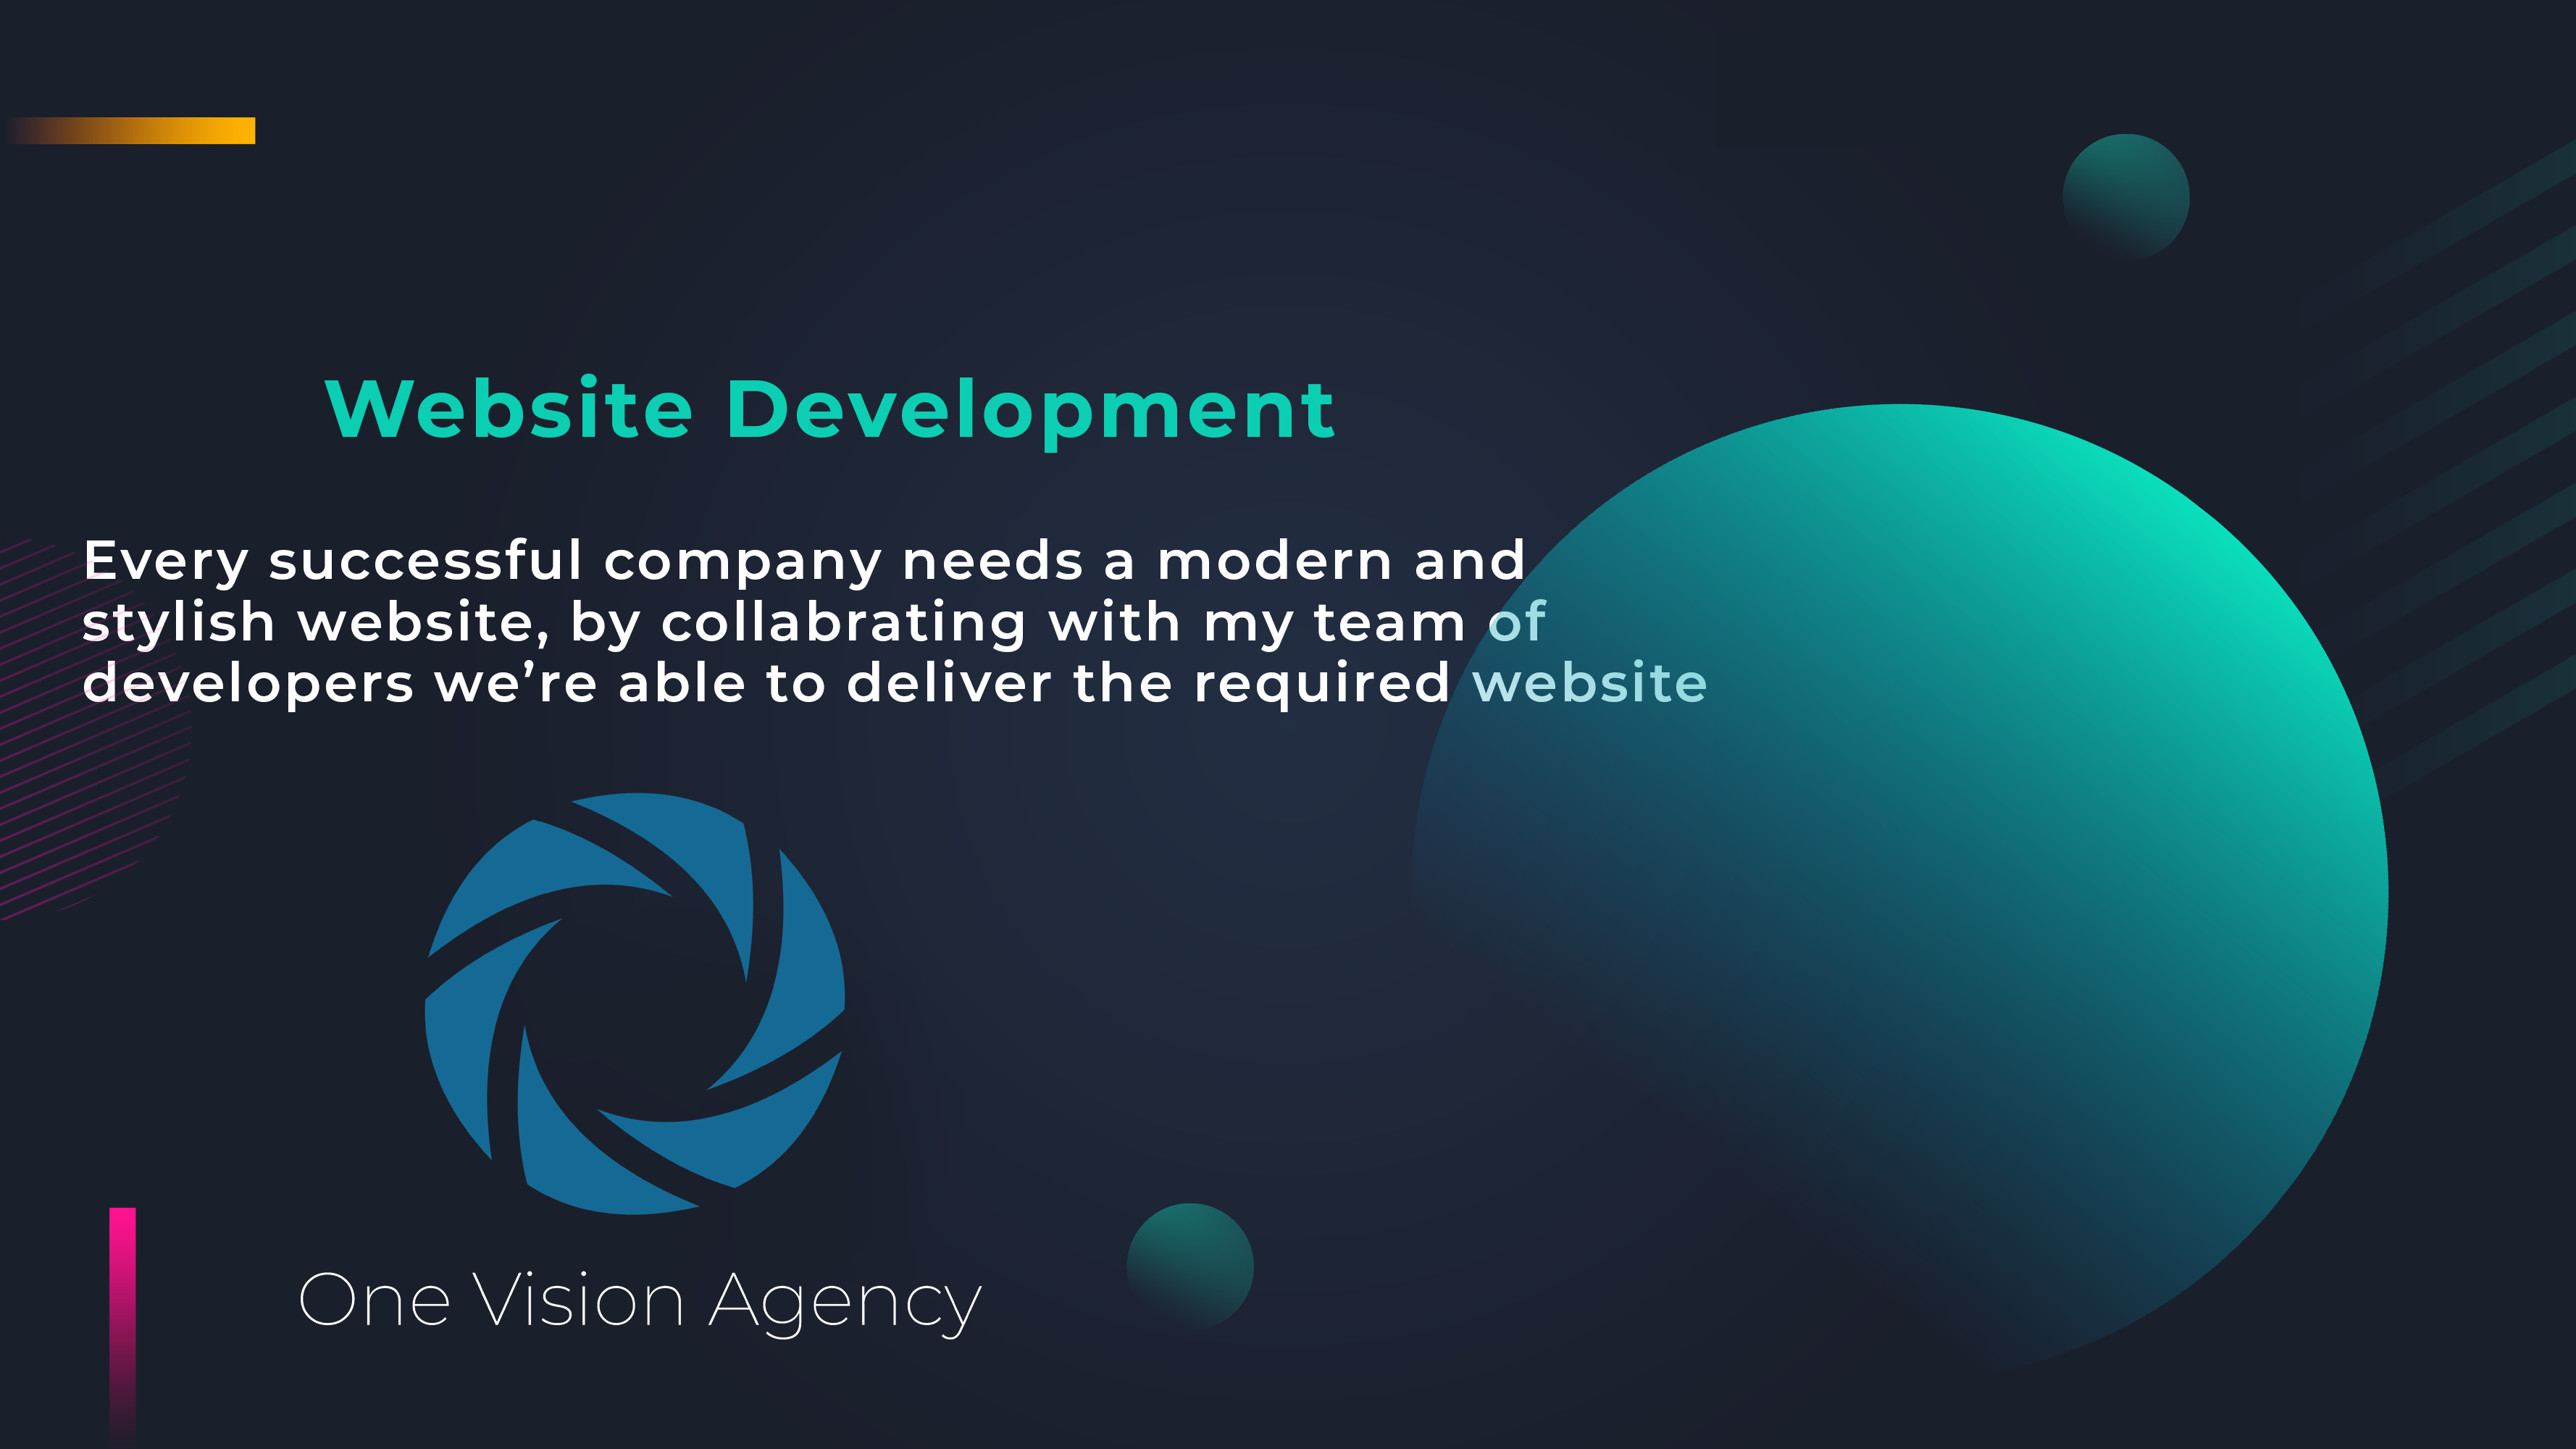 Website Development
Every successful company needs a modern and
stylish website, by collabrating with my team of
developers we’re able to deliver the required website
One Vision Agency